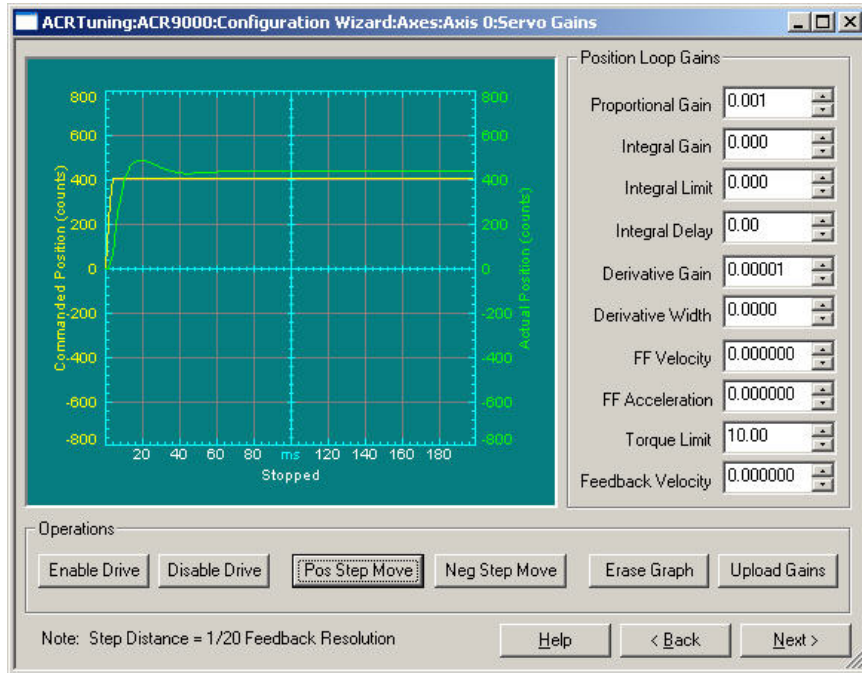 ACRTuning:ACR9000:Configuration Wizard:Axes:Axis 0:Servo Gains
Commanded Position (counts)
800
600
400
200
0
-200
-400
-600
-800
800
600
400
200
0
-200
-400
-600
-800
Actual Position (counts)
20 40 60 80 ms 120 140 160 180
Stopped
Position Loop Gains
Proportional Gain 0.001
Integral Gain 0.000
Integral Limit 0.000
Integral Delay 0.00
Derivative Gain 0.00001
Derivative Width 0.0000
FF Velocity 0.000000
FF Acceleration 0.000000
Torque Limit 10.00
Feedback Velocity 0.000000
Operations
Enable Drive Disable Drive Pos Step Move Neg Step Move Erase Graph Upload Gains
Note: Step Distance = 1/20 Feedback Resolution
Help < Back Next >